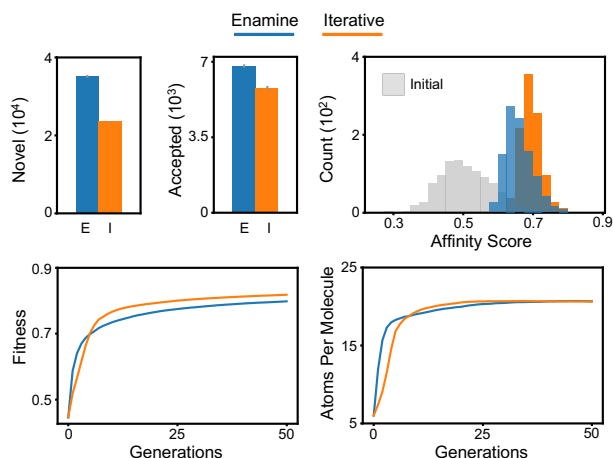 Enamine Iterative
4
2
0
Novel (10⁴)
E I
7
3.5
0
Accepted (10³)
E I
4
2
0
Count (10²)
Initial
0.3 0.5 0.7 0.9
Affinity Score
0.9
0.7
0.5
Fitness
0 25 50
Generations
25
15
5
Atoms Per Molecule
0 25 50
Generations